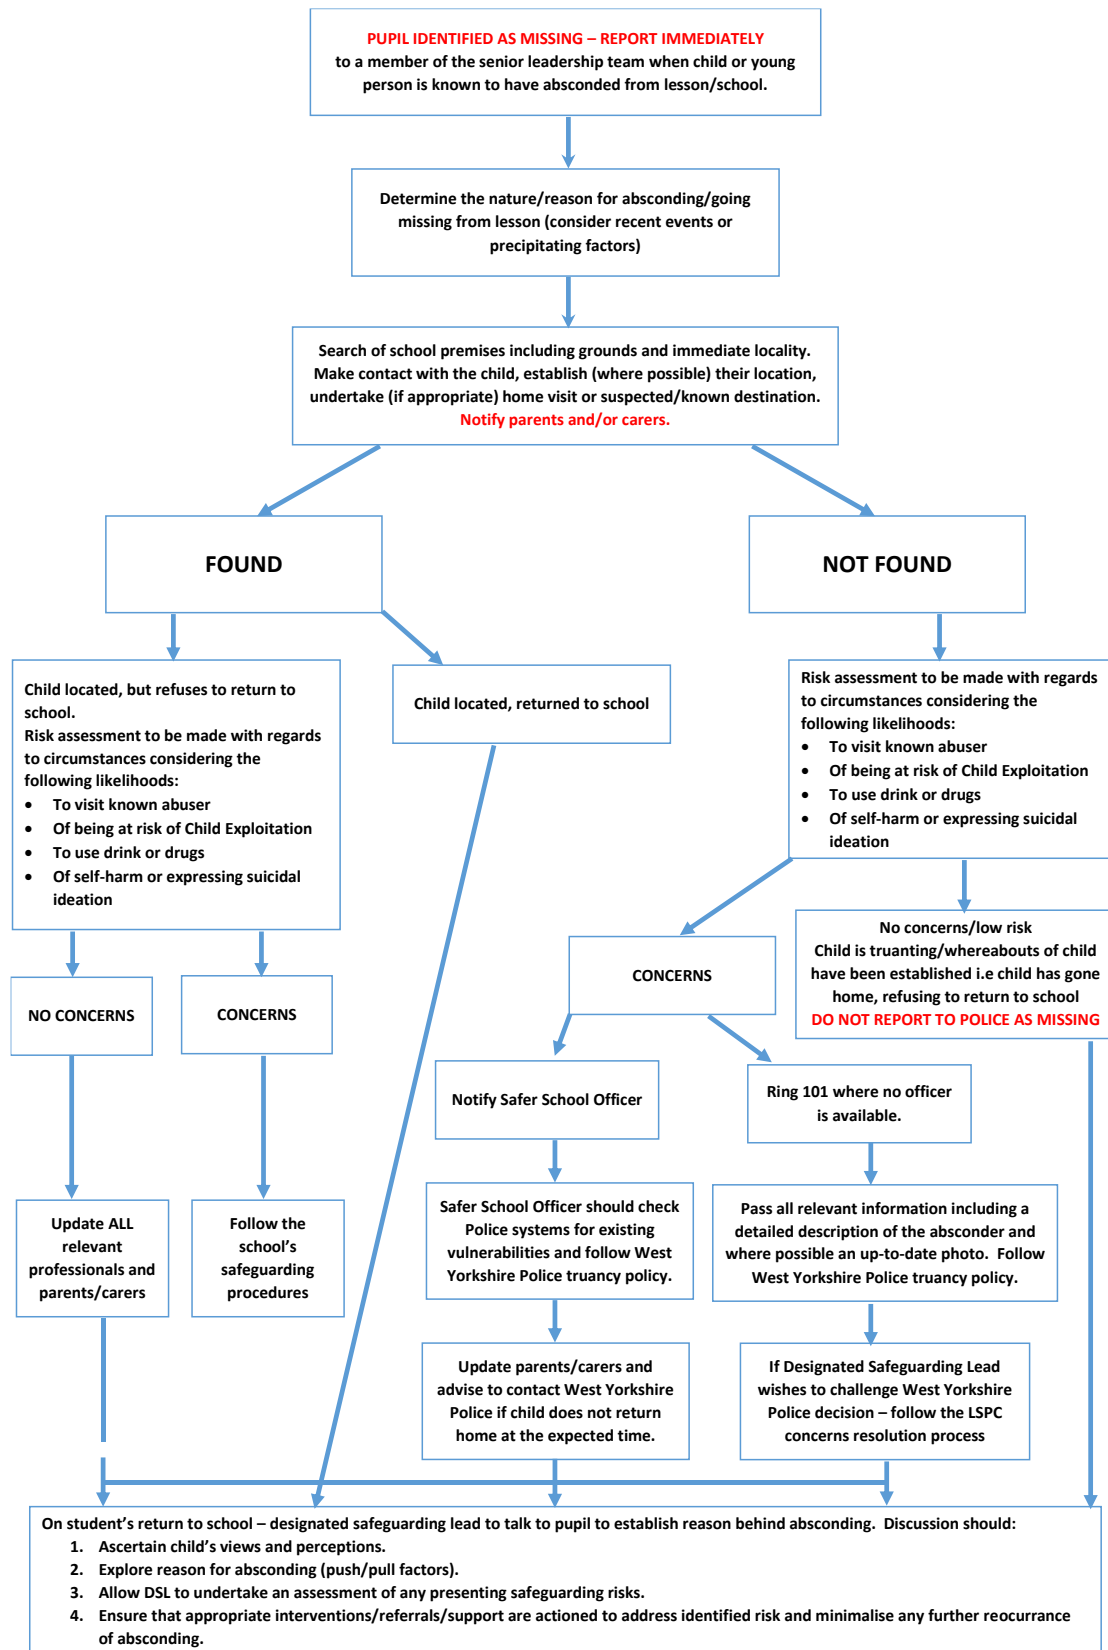 PUPIL IDENTIFIED AS MISSING – REPORT IMMEDIATELY
to a member of the senior leadership team when child or young
person is known to have absconded from lesson/school.
Determine the nature/reason for absconding/going
missing from lesson (consider recent events or
precipitating factors)
Search of school premises including grounds and immediate locality.
Make contact with the child, establish (where possible) their location,
undertake (if appropriate) home visit or suspected/known destination.
Notify parents and/or carers.
FOUND
NOT FOUND
Child located, but refuses to return to
school.
Risk assessment to be made with regards
to circumstances considering the
following likelihoods:
• To visit known abuser
• Of being at risk of Child Exploitation
• To use drink or drugs
• Of self-harm or expressing suicidal
ideation
Child located, returned to school
Risk assessment to be made with regards
to circumstances considering the
following likelihoods:
• To visit known abuser
• Of being at risk of Child Exploitation
• To use drink or drugs
• Of self-harm or expressing suicidal
ideation
NO CONCERNS
CONCERNS
CONCERNS
No concerns/low risk
Child is truanting/whereabouts of child
have been established i.e child has gone
home, refusing to return to school
DO NOT REPORT TO POLICE AS MISSING
Notify Safer School Officer
Ring 101 where no officer
is available.
Update ALL
relevant
professionals and
parents/carers
Follow the
school's
safeguarding
procedures
Safer School Officer should check
Police systems for existing
vulnerabilities and follow West
Yorkshire Police truancy policy.
Pass all relevant information including a
detailed description of the absconder and
where possible an up-to-date photo.  Follow
West Yorkshire Police truancy policy.
Update parents/carers and
advise to contact West Yorkshire
Police if child does not return
home at the expected time.
If Designated Safeguarding Lead
wishes to challenge West Yorkshire
Police decision – follow the LSPC
concerns resolution process
On student's return to school – designated safeguarding lead to talk to pupil to establish reason behind absconding.  Discussion should:
1. Ascertain child's views and perceptions.
2. Explore reason for absconding (push/pull factors).
3. Allow DSL to undertake an assessment of any presenting safeguarding risks.
4. Ensure that appropriate interventions/referrals/support are actioned to address identified risk and minimalise any further reocurrance
of absconding.